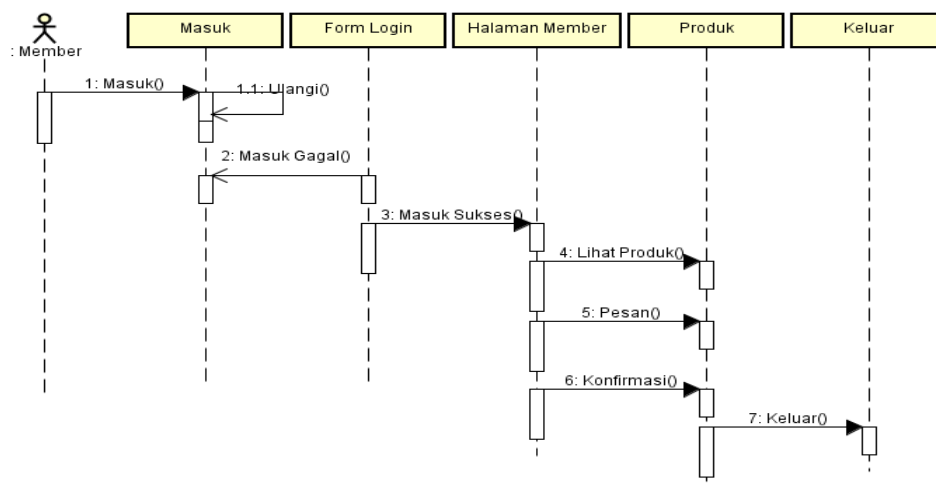 : Member
Masuk
Form Login
Halaman Member
Produk
Keluar
1: Masuk()
1.1: Ulangi()
2: Masuk Gagal()
3: Masuk Sukses()
4: Lihat Produk()
5: Pesan()
6: Konfirmasi()
7: Keluar()